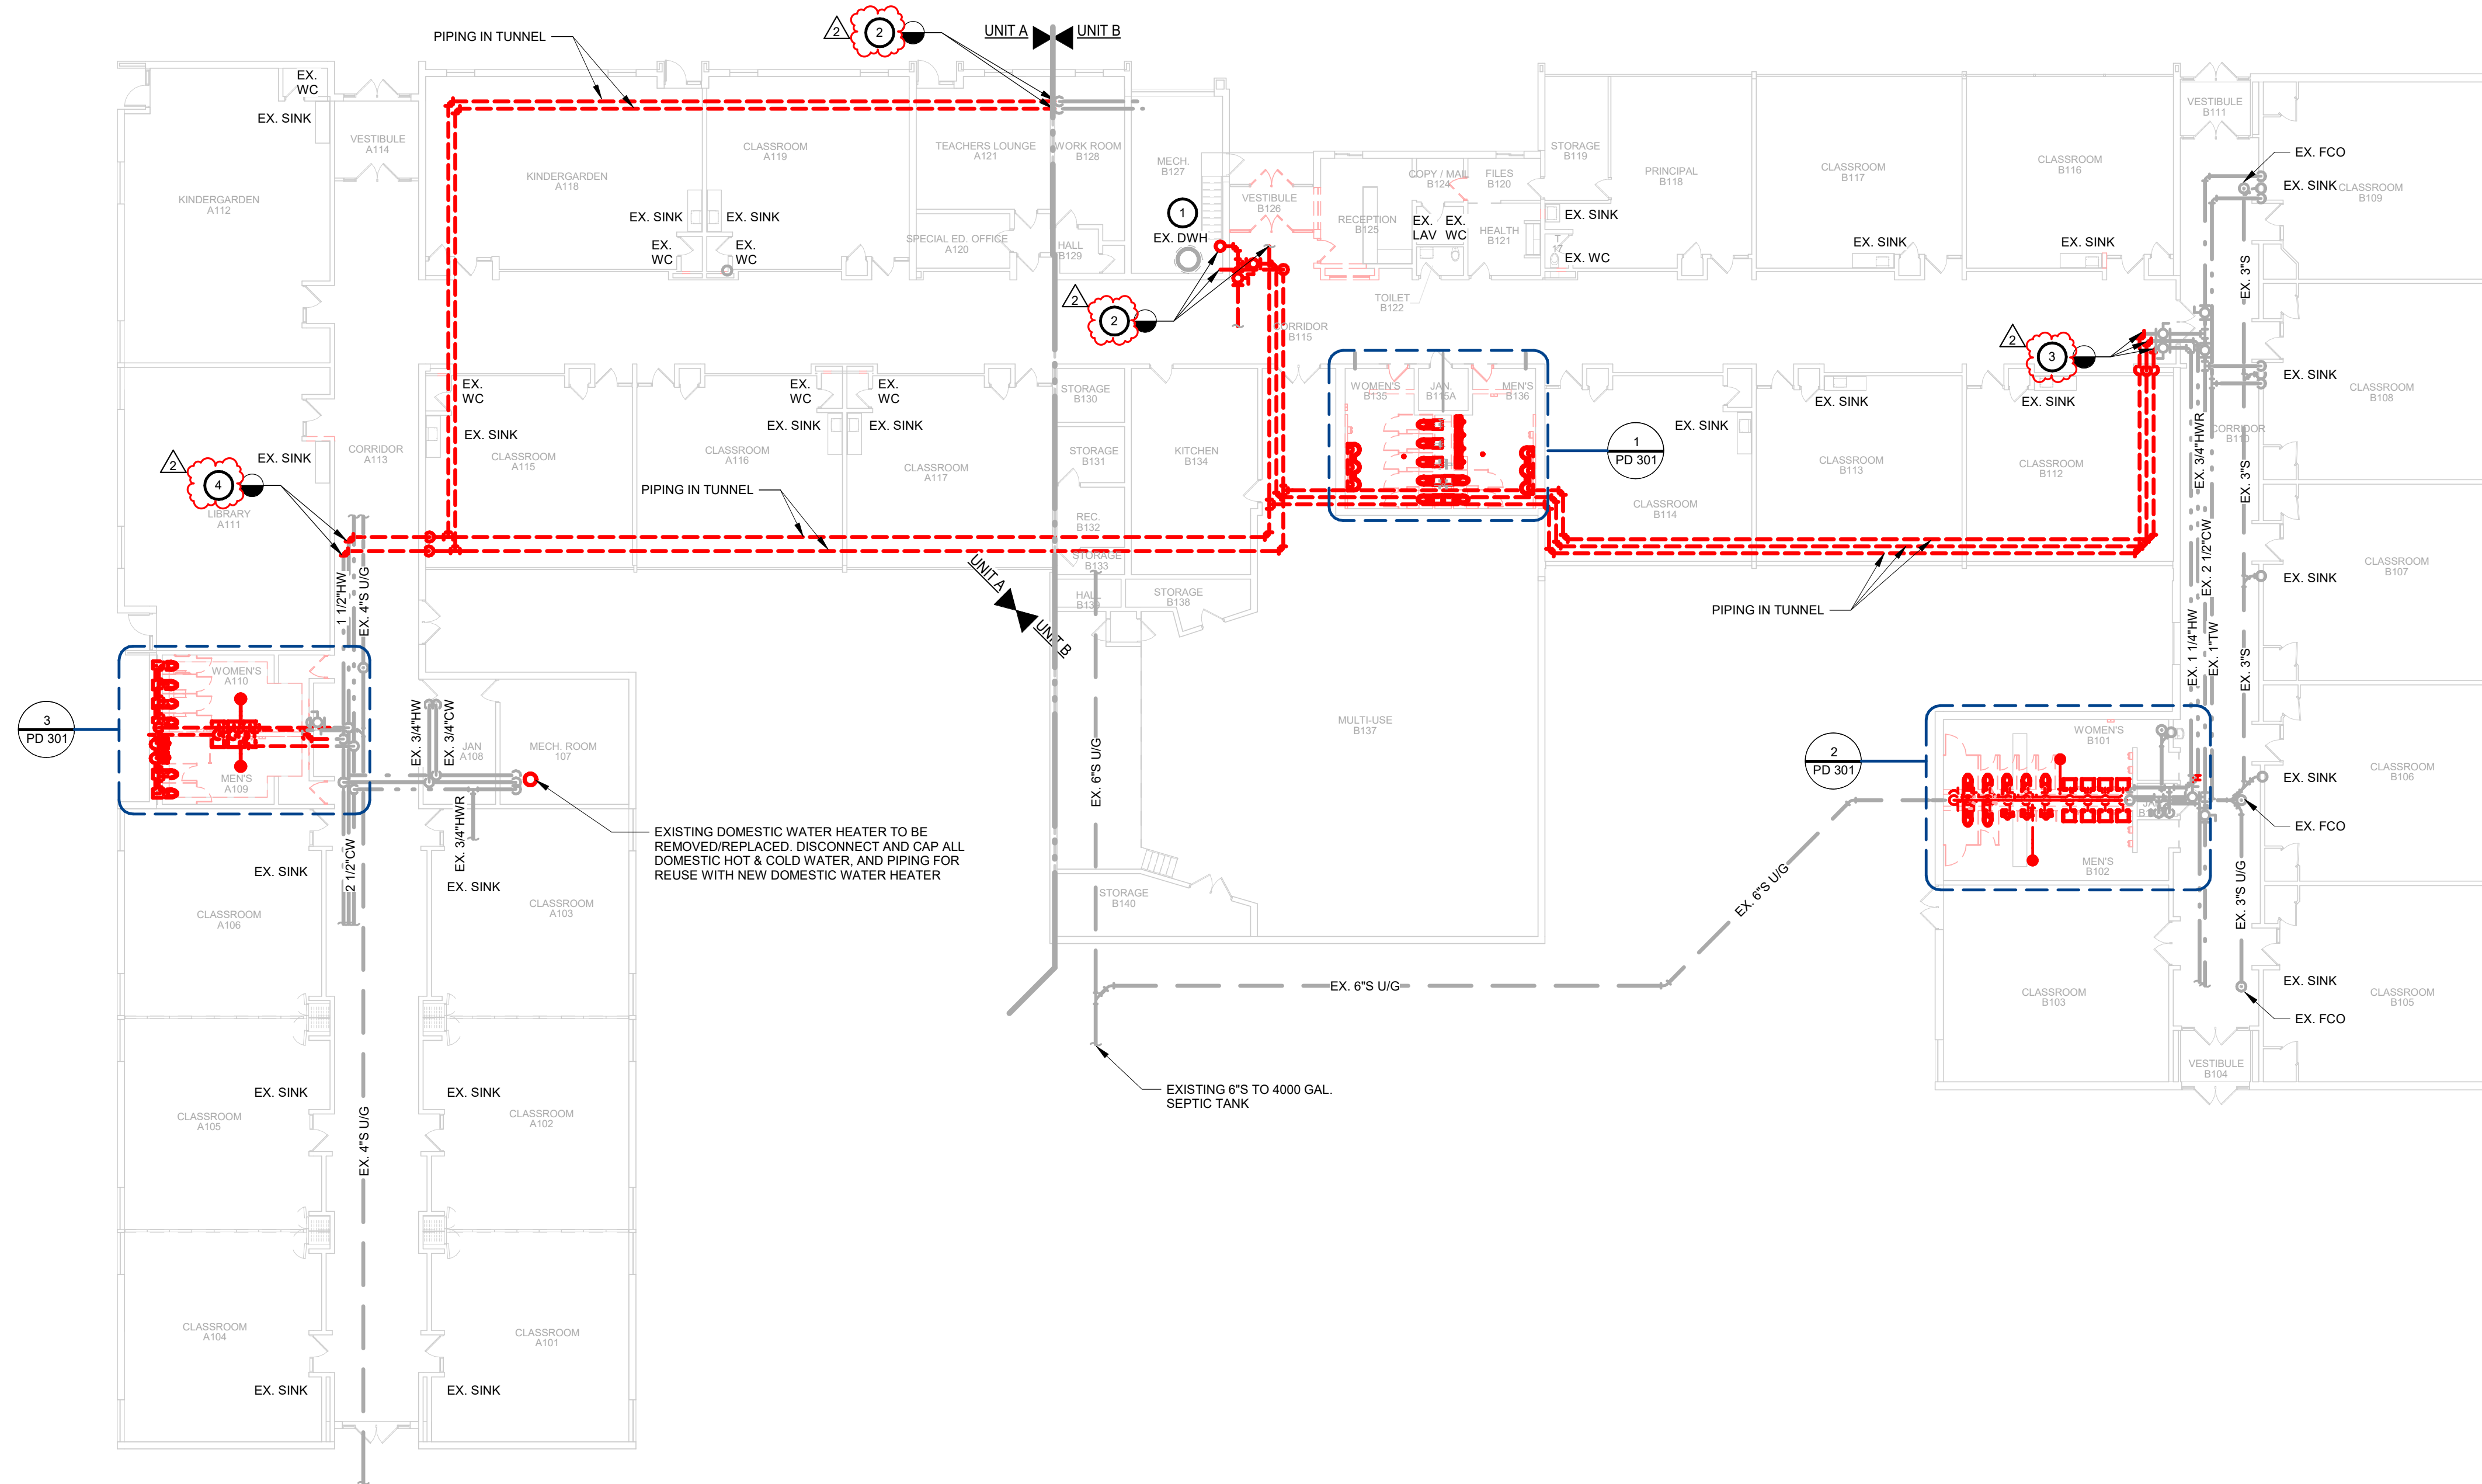 PIPING IN TUNNEL
2
2
UNIT A
UNIT B
EX.
WC
EX. SINK
VESTIBULE
A114
KINDERGARDEN
A112
KINDERGARDEN
A118
CLASSROOM
A119
TEACHERS LOUNGE
A121
WORK ROOM
B128
MECH.
B127
EX. SINK
EX. SINK
EX.
WC
EX.
WC
SPECIAL ED. OFFICE
A120
HALL
B129
1
EX. DWH
VESTIBULE
B126
RECEPTION
B125
COPY / MAIL
B124
FILES
B120
EX.
LAV
EX.
WC
HEALTH
B121
STORAGE
B119
EX. SINK
T
17
EX. WC
PRINCIPAL
B118
CLASSROOM
B117
CLASSROOM
B116
EX. SINK
EX. SINK
VESTIBULE
B111
EX. FCO
EX. SINK
CLASSROOM
B109
EX. 3"S
2
2
TOILET
B122
CORRIDOR
B115
2
3
EX. SINK
CLASSROOM
B108
CORRIDOR
B110
EX.
WC
EX. SINK
CLASSROOM
A115
EX.
WC
EX.
WC
EX. SINK
EX. SINK
CLASSROOM
A116
CLASSROOM
A117
STORAGE
B130
STORAGE
B131
KITCHEN
B134
REC.
B132
STORAGE
B133
HALL
B139
STORAGE
B138
WOMEN'S
B135
JAN.
B115A
MEN'S
B136
1
PD 301
EX. SINK
CLASSROOM
B114
EX. SINK
CLASSROOM
B113
EX. SINK
CLASSROOM
B112
EX. 3/4"HWR
EX. 2 1/2"CW
EX. 3"S
CORRIDOR
A113
EX. SINK
2
4
LIBRARY
A111
PIPING IN TUNNEL
1 1/2"HW
EX. 4"S U/G
UNIT A
UNIT B
PIPING IN TUNNEL
EX. SINK
CLASSROOM
B107
EX. 1 1/4"HW
EX. 1"TW
EX. 3"S
WOMEN'S
A110
MEN'S
A109
3
PD 301
EX. 3/4"HW
EX. 3/4"CW
JAN
A108
MECH. ROOM
107
EX. 3/4"HWR
2 1/2"CW
EXISTING DOMESTIC WATER HEATER TO BE
REMOVED/REPLACED. DISCONNECT AND CAP ALL
DOMESTIC HOT & COLD WATER, AND PIPING FOR
REUSE WITH NEW DOMESTIC WATER HEATER
EX. 6"S U/G
MULTI-USE
B137
2
PD 301
WOMEN'S
B101
MEN'S
B102
EX. SINK
CLASSROOM
B106
EX. FCO
EX. 3"S U/G
EX. 6"S U/G
EX. SINK
CLASSROOM
A106
EX. SINK
CLASSROOM
A103
STORAGE
B140
EX. 6"S U/G
CLASSROOM
B103
EX. SINK
CLASSROOM
B105
EX. FCO
VESTIBULE
B104
EXISTING 6"S TO 4000 GAL.
SEPTIC TANK
EX. SINK
CLASSROOM
A105
EX. SINK
CLASSROOM
A102
EX. 4"S U/G
CLASSROOM
A104
CLASSROOM
A101
EX. SINK
EX. SINK